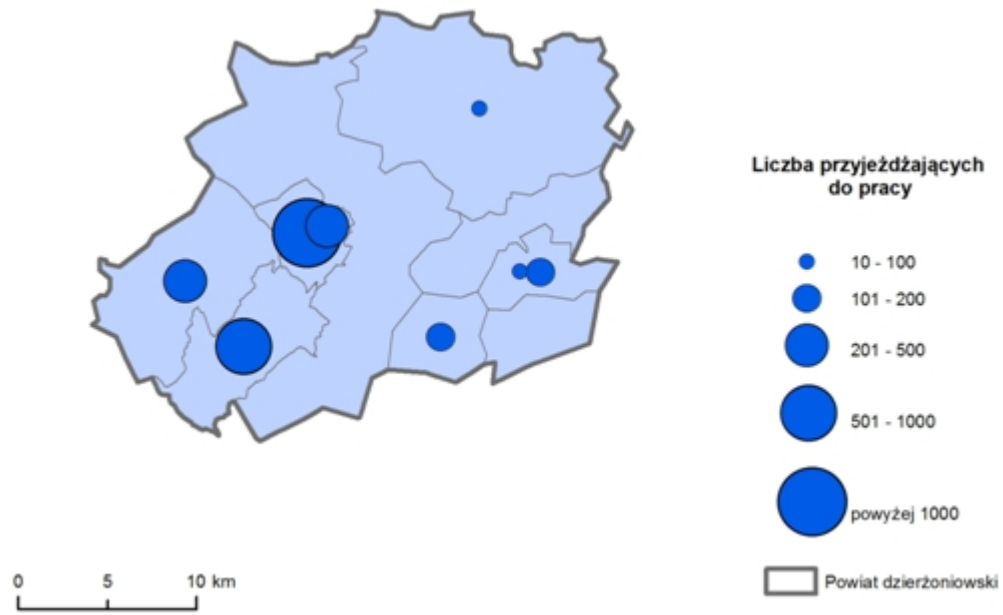 Liczba przyjeżdżających
do pracy
10 - 100
101 - 200
201 - 500
501 - 1000
powyżej 1000
0 5 10 km
Powiat dzierżoniowski